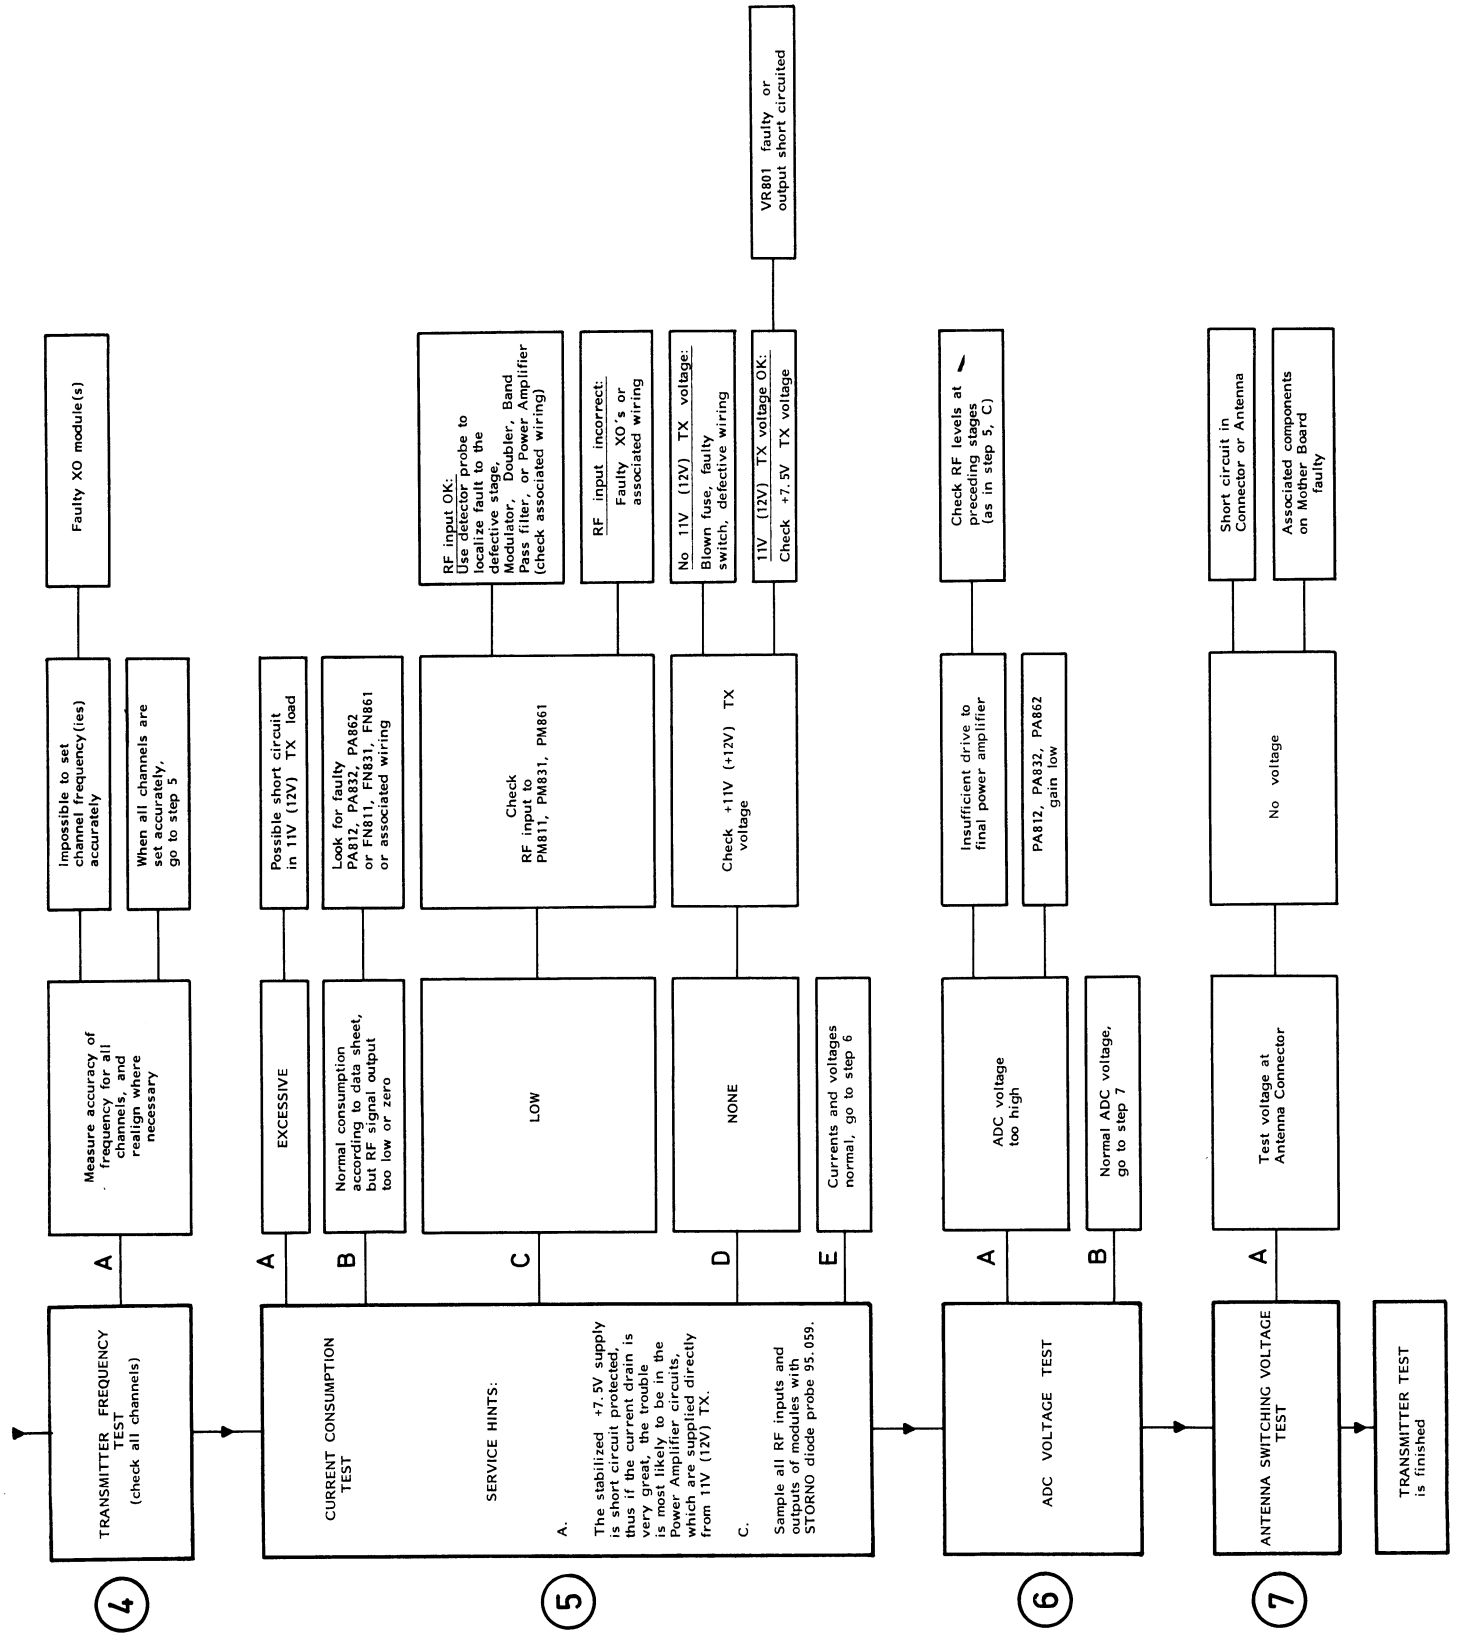 4
TRANSMITTER FREQUENCY
TEST
(check all channels)
A
Measure accuracy of
frequency for all
channels, and
realign where
necessary
Impossible to set
channel frequency(ies)
accurately
Faulty XO module(s)
When all channels are
set accurately,
go to step 5
5
CURRENT CONSUMPTION
TEST
SERVICE HINTS:
A.
The stabilized +7.5V supply
is short circuit protected,
thus if the current drain is
very great, the trouble
is most likely to be in the
Power Amplifier circuits,
which are supplied directly
from 11V (12V) TX.
C.
Sample all RF inputs and
outputs of modules with
STORNO diode probe 95.059.
A
EXCESSIVE
Possible short circuit
in 11V (12V) TX load
B
Normal consumption
according to data sheet,
but RF signal output
too low or zero
Look for faulty
PA812, PA832, PA862
or FN811, FN831, FN861
or associated wiring
C
LOW
Check
RF input to
PM811, PM831, PM861
RF input OK:
Use detector probe to
localize fault to the
defective stage,
Modulator, Doubler, Band
Pass filter, or Power Amplifier
(check associated wiring)
RF input incorrect:
Faulty XO's or
associated wiring
D
NONE
Check +11V (+12V) TX
voltage
No 11V (12V) TX voltage:
Blown fuse, faulty
switch, defective wiring
11V (12V) TX voltage OK:
Check +7.5V TX voltage
VR801 faulty or
output short circuited
E
Currents and voltages
normal, go to step 6
6
ADC VOLTAGE TEST
A
ADC voltage
too high
Insufficient drive to
final power amplifier
Check RF levels at
preceding stages
(as in step 5, C)
PA812, PA832, PA862
gain low
B
Normal ADC voltage,
go to step 7
7
ANTENNA SWITCHING VOLTAGE
TEST
A
Test voltage at
Antenna Connector
No voltage
Short circuit in
Connector or Antenna
Associated components
on Mother Board
faulty
TRANSMITTER TEST
is finished